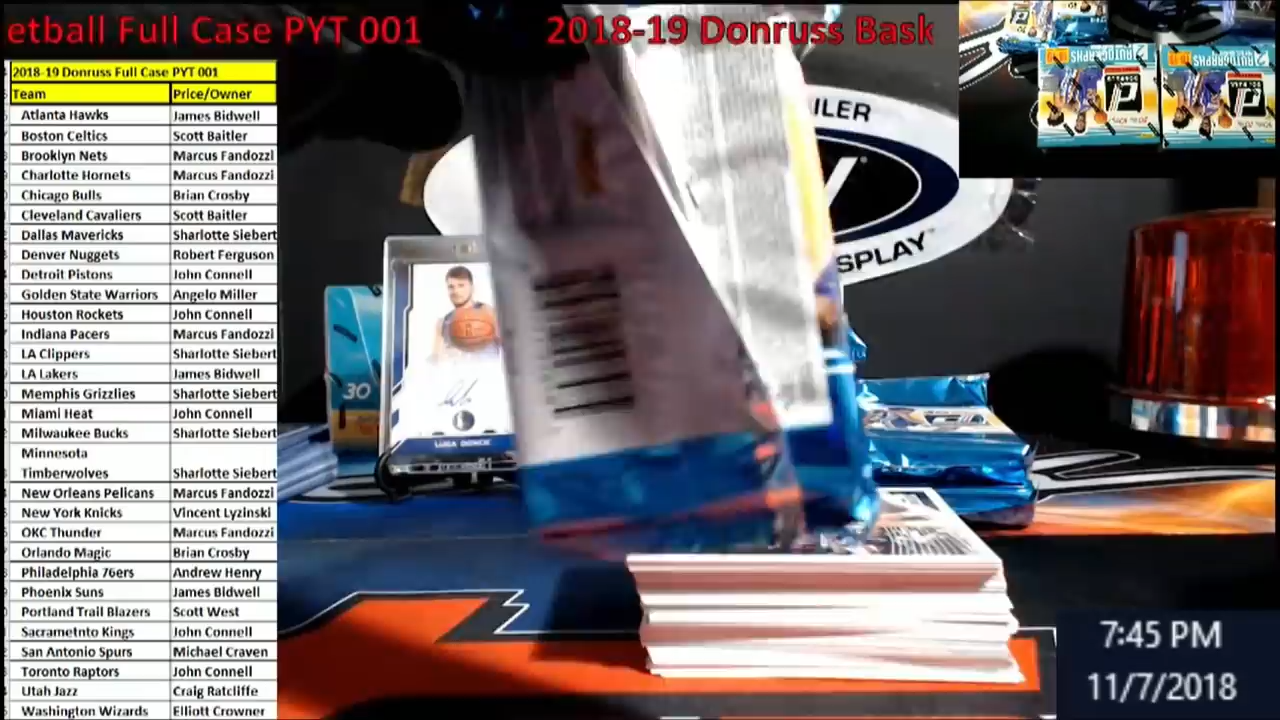 etball Full Case PYT 001 2018-19 Donruss Bask
2018-19 Donruss Full Case PYT 001
Team Price/Owner
Atlanta Hawks James Bidwell
Boston Celtics Scott Baitler
Brooklyn Nets Marcus Fandozzi
Charlotte Hornets Marcus Fandozzi
Chicago Bulls Brian Crosby
Cleveland Cavaliers Scott Baitler
Dallas Mavericks Sharlotte Siebert
Denver Nuggets Robert Ferguson
Detroit Pistons John Connell
Golden State Warriors Angelo Miller
Houston Rockets John Connell
Indiana Pacers Marcus Fandozzi
LA Clippers Sharlotte Siebert
LA Lakers James Bidwell
Memphis Grizzlies Sharlotte Siebert
Miami Heat John Connell
Milwaukee Bucks Sharlotte Siebert
Minnesota
Timberwolves Sharlotte Siebert
New Orleans Pelicans Marcus Fandozzi
New York Knicks Vincent Lyzinski
OKC Thunder Marcus Fandozzi
Orlando Magic Brian Crosby
Philadelphia 76ers Andrew Henry
Phoenix Suns James Bidwell
Portland Trail Blazers Scott West
Sacrametnto Kings John Connell
San Antonio Spurs Michael Craven
Toronto Raptors John Connell
Utah Jazz Craig Ratcliffe
Washington Wizards Elliott Crowner
AILER
SPLAY
30
LUKA DONCIC
AUTOGRAPHS
AUTOGRAPHS
7:45 PM
11/7/2018